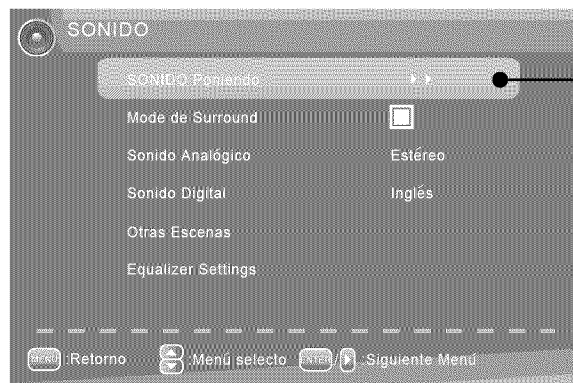 SONIDO
SONIDO Poniendo
Mode de Surround
Sonido Analógico Estéreo
Sonido Digital Inglés
Otras Escenas
Equalizer Settings
MENU :Retorno :Menú selecto ENTER / :Siguiente Menú